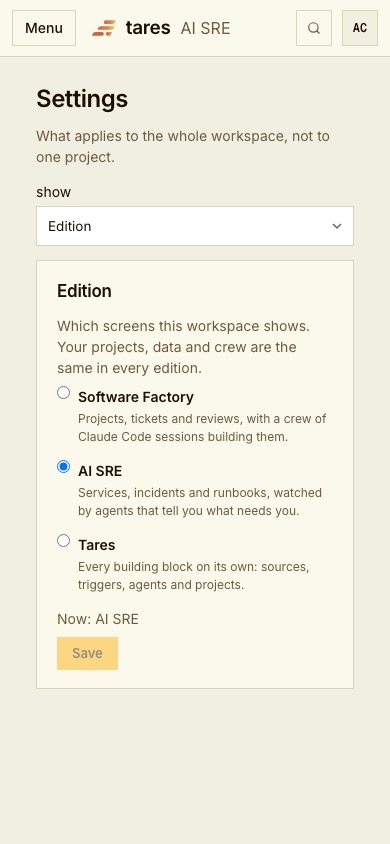 Menu
tares AI SRE
AC
Settings
What applies to the whole workspace, not to
one project.
show
Edition
Edition
Which screens this workspace shows.
Your projects, data and crew are the
same in every edition.
Software Factory
Projects, tickets and reviews, with a crew of
Claude Code sessions building them.
AI SRE
Services, incidents and runbooks, watched
by agents that tell you what needs you.
Tares
Every building block on its own: sources,
triggers, agents and projects.
Now: AI SRE
Save